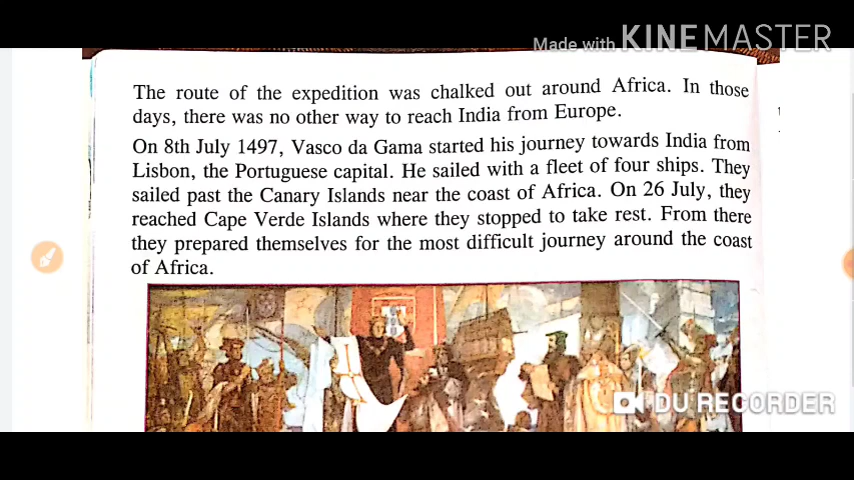 Made with KINEMASTER
The route of the expedition was chalked out around Africa. In those
days, there was no other way to reach India from Europe.
On 8th July 1497, Vasco da Gama started his journey towards India from
Lisbon, the Portuguese capital. He sailed with a fleet of four ships. They
sailed past the Canary Islands near the coast of Africa. On 26 July, they
reached Cape Verde Islands where they stopped to take rest. From there
they prepared themselves for the most difficult journey around the coast
of Africa.
DU RECORDER